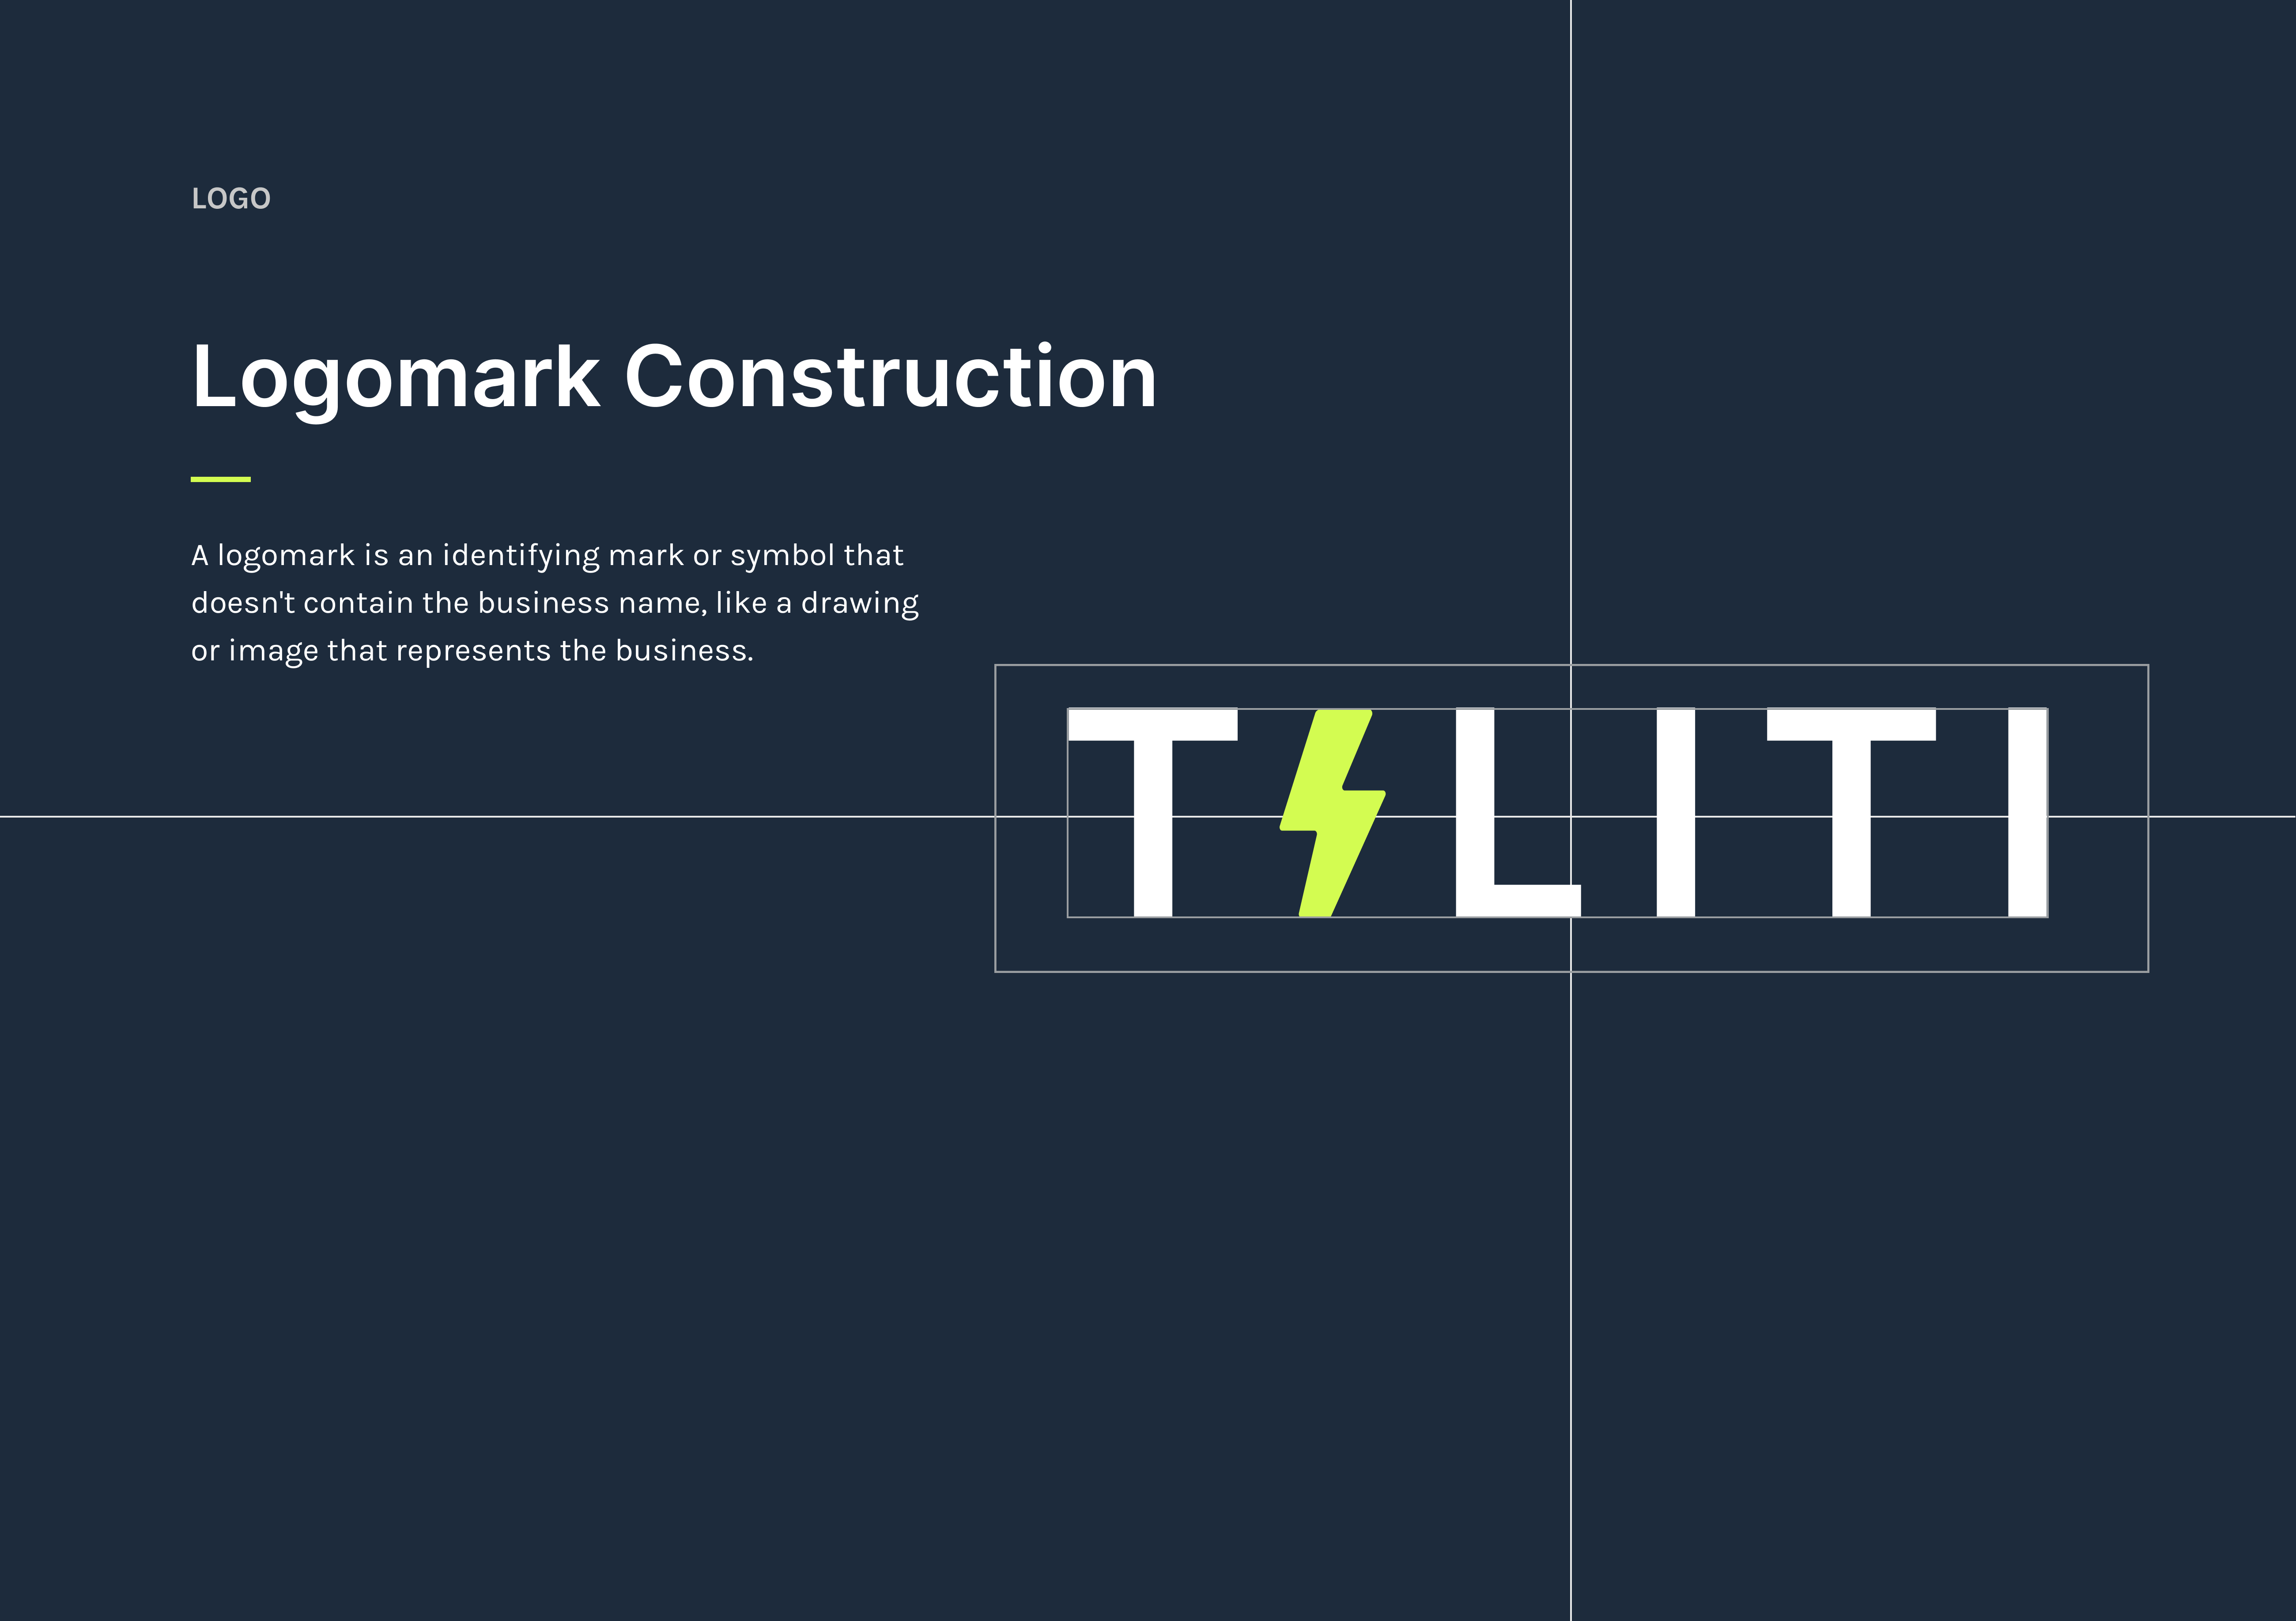 LOGO
Logomark Construction
A logomark is an identifying mark or symbol that
doesn't contain the business name, like a drawing
or image that represents the business.
T⚡LITI